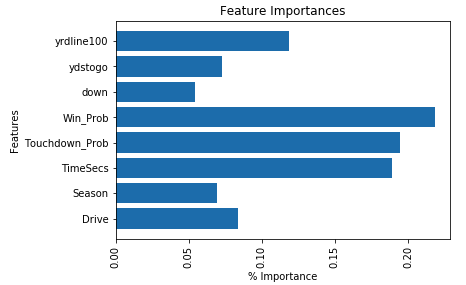 Feature Importances
Features
yrdline100
ydstogo
down
Win_Prob
Touchdown_Prob
TimeSecs
Season
Drive
0.00
0.05
0.10
0.15
0.20
% Importance